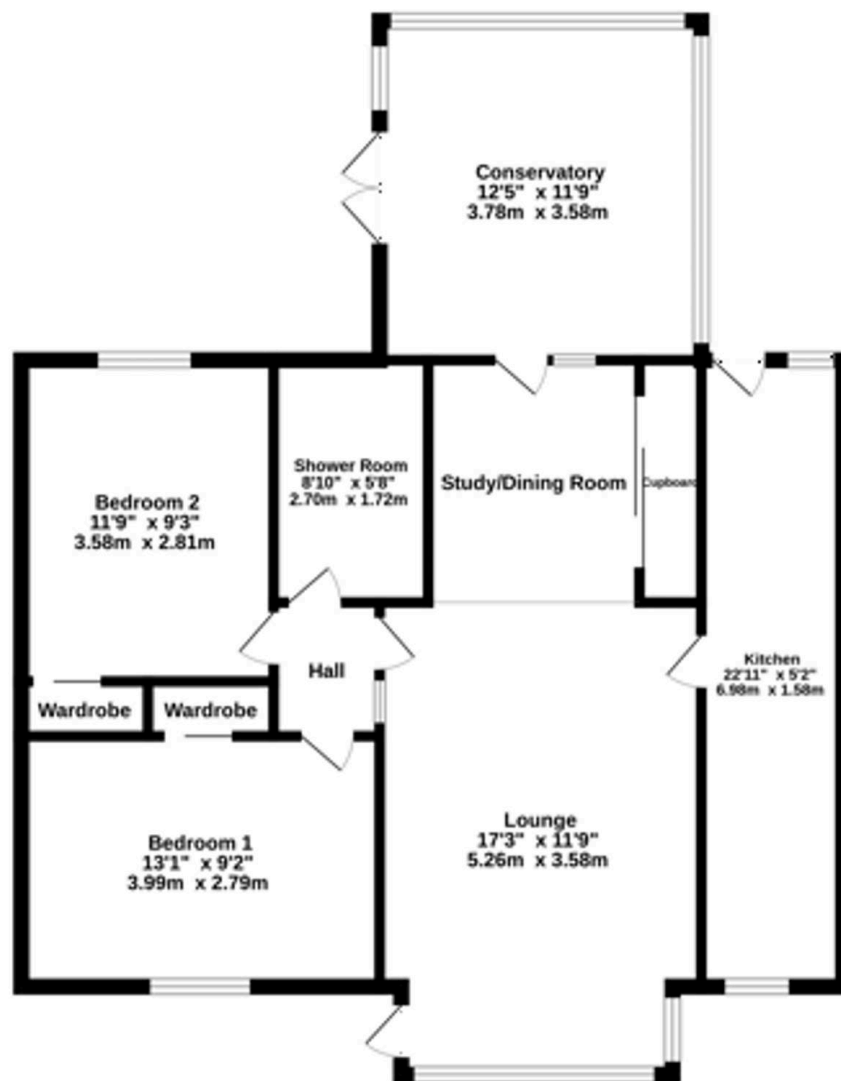 Conservatory
12'5" x 11'9"
3.78m x 3.58m
Shower Room
8'10" x 5'8"
2.70m x 1.72m
Study/Dining Room
Cupboard
Bedroom 2
11'9" x 9'3"
3.58m x 2.81m
Hall
Kitchen
22'11" x 5'2"
6.98m x 1.58m
Wardrobe
Wardrobe
Lounge
17'3" x 11'9"
5.26m x 3.58m
Bedroom 1
13'1" x 9'2"
3.99m x 2.79m